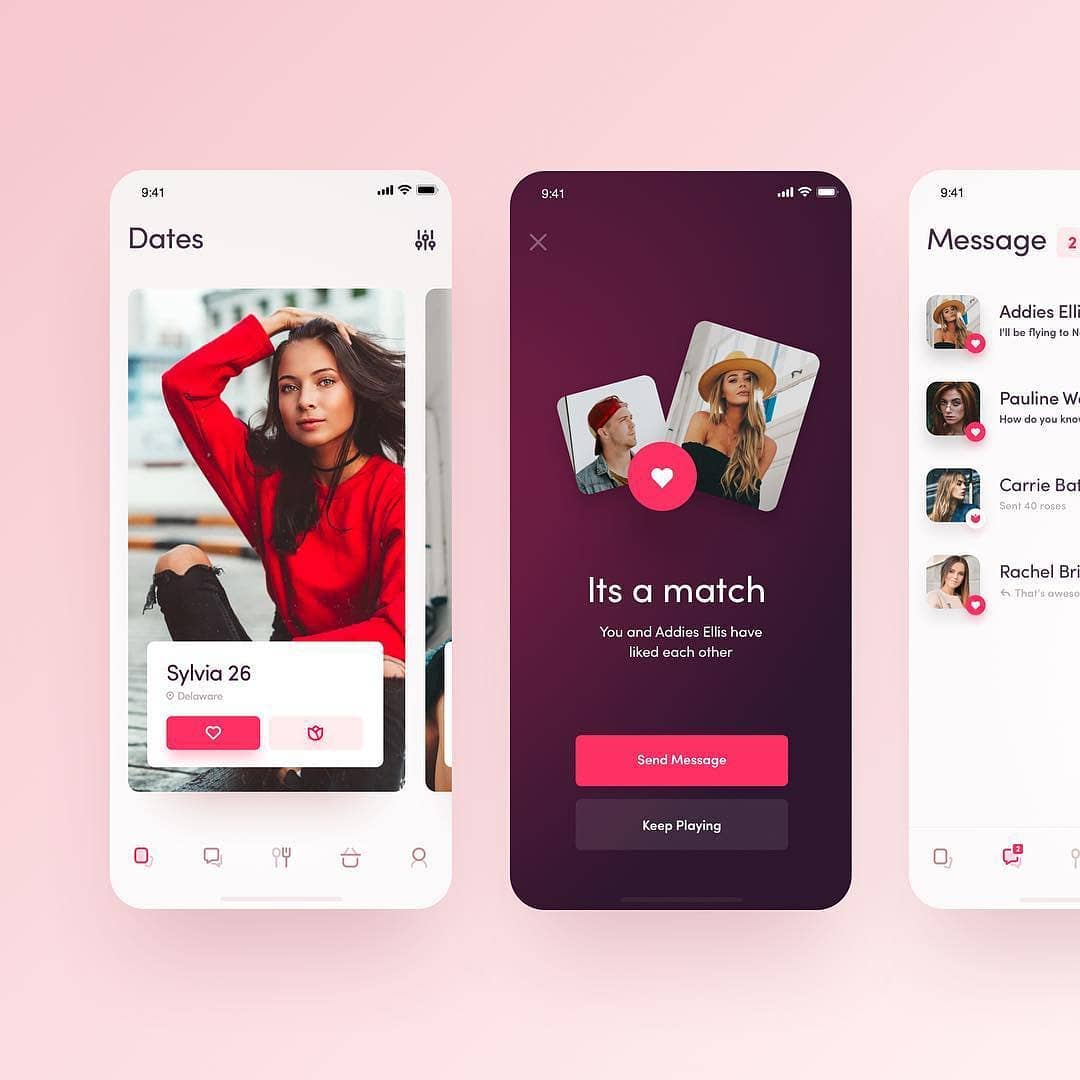 9:41
Dates
Sylvia 26
Delaware
9:41
Its a match
You and Addies Ellis have
liked each other
Send Message
Keep Playing
9:41
Message 2
Addies Elli
I'll be flying to N
Pauline W
How do you kno
Carrie Bat
Sent 40 roses
Rachel Bri
That's aweso
2